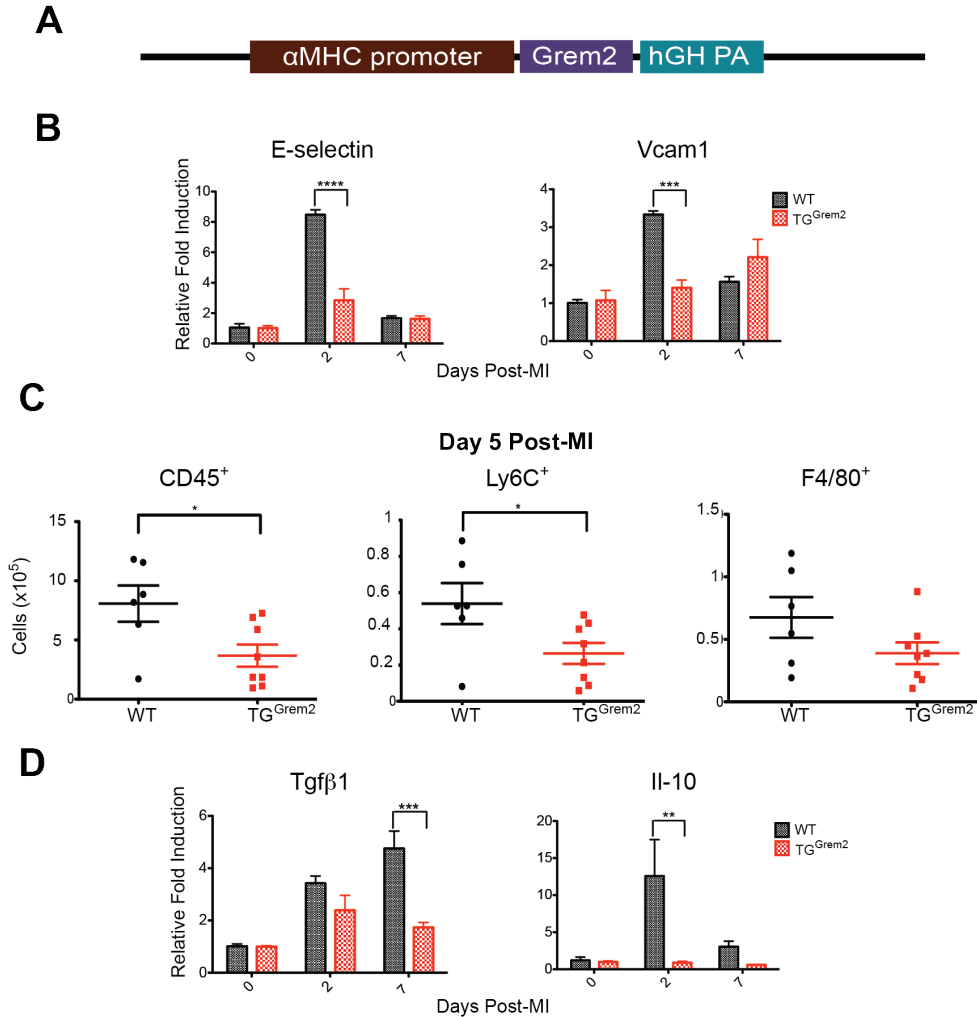 A
αMHC promoter Grem2 hGH PA
B
E-selectin Vcam1
Relative Fold Induction
10
8
6
4
2
0
****
0 2 7
4
3
2
1
0
***
0 2 7
WT
TG^Grem2
Days Post-MI
C
Day 5 Post-MI
CD45+ Ly6C+ F4/80+
Cells (x10^5)
15
10
5
0
*
WT TG^Grem2
1
0.8
0.6
0.4
0.2
0
*
WT TG^Grem2
1.5
1
0.5
0
WT TG^Grem2
D
Tgfβ1 Il-10
Relative Fold Induction
6
4
2
0
***
0 2 7
20
15
10
5
0
**
0 2 7
WT
TG^Grem2
Days Post-MI